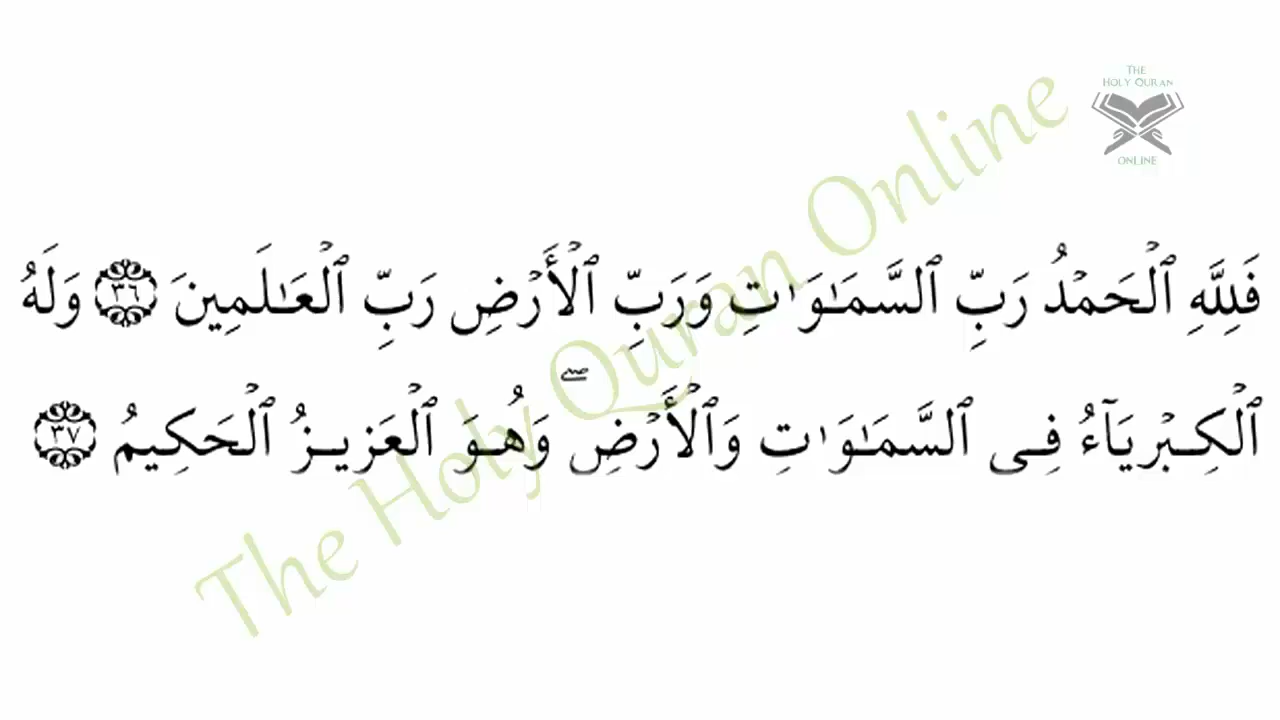 THE
HOLY QURAN
ONLINE
The Holy Quran Online
فَلِلَّهِ ٱلْحَمْدُ رَبِّ ٱلسَّمَـٰوَٰتِ وَرَبِّ ٱلْأَرْضِ رَبِّ ٱلْعَـٰلَمِينَ ٣٦ وَلَهُ
ٱلْكِبْرِيَآءُ فِى ٱلسَّمَـٰوَٰتِ وَٱلْأَرْضِ ۖ وَهُوَ ٱلْعَزِيزُ ٱلْحَكِيمُ ٣٧